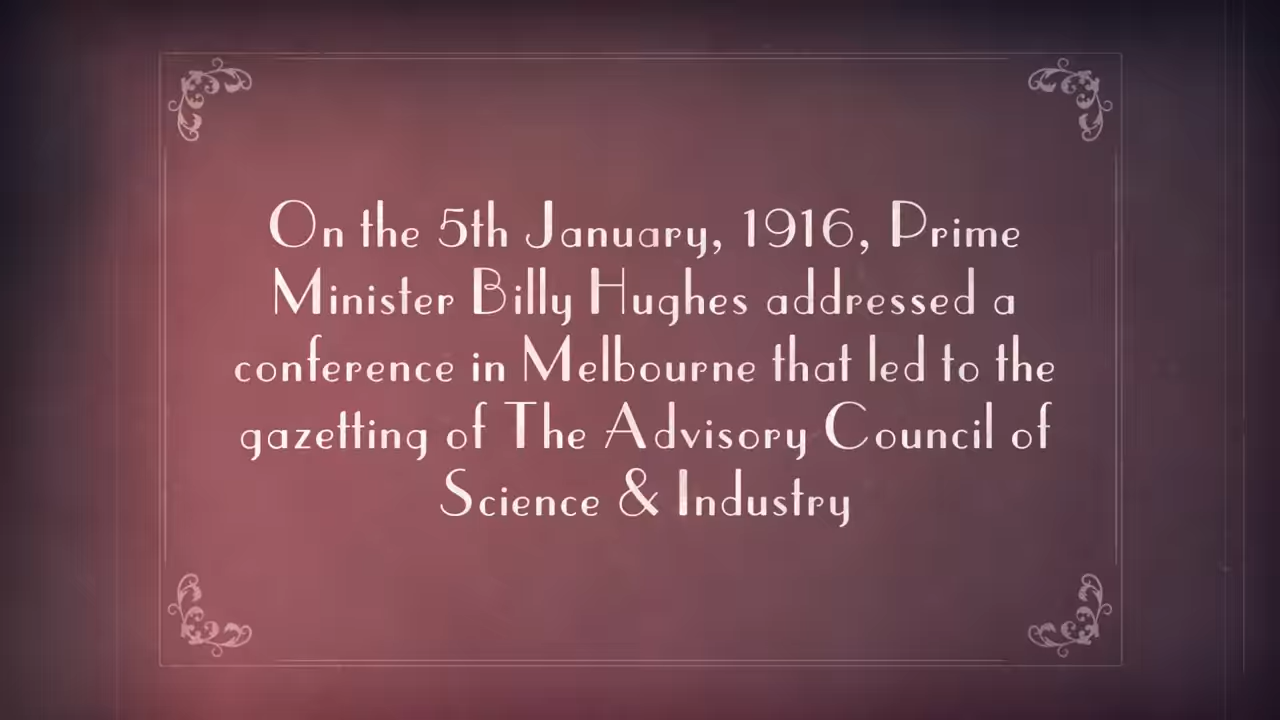 On the 5th January, 1916, Prime
Minister Billy Hughes addressed a
conference in Melbourne that led to the
gazetting of The Advisory Council of
Science & Industry